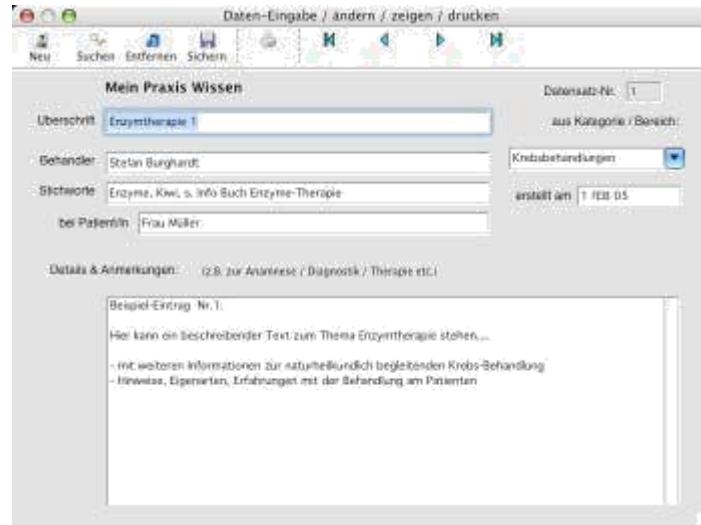 Daten-Eingabe / ändern / zeigen / drucken
Neu Suchen Entfernen Sichern
Mein Praxis Wissen
Datensatz-Nr. 1
Überschrift Enzymtherapie 1
aus Kategorie / Bereich:
Behandler Stefan Burghardt
Krebsbehandlungen
Stichworte Enzyme, Kiwi, s. Info Buch Enzyme-Therapie
erstellt am 1 FEB 05
bei Patient/in Frau Müller
Details & Anmerkungen: (z.B. zur Anamnese / Diagnostik / Therapie etc.)
Beispiel-Eintrag Nr.1:
Hier kann ein beschreibender Text zum Thema Enzymtherapie stehen,...
- mit weiteren Informationen zur naturheilkundlich begleitenden Krebs-Behandlung
- Hinweise, Eigenarten, Erfahrungen mit der Behandlung am Patienten